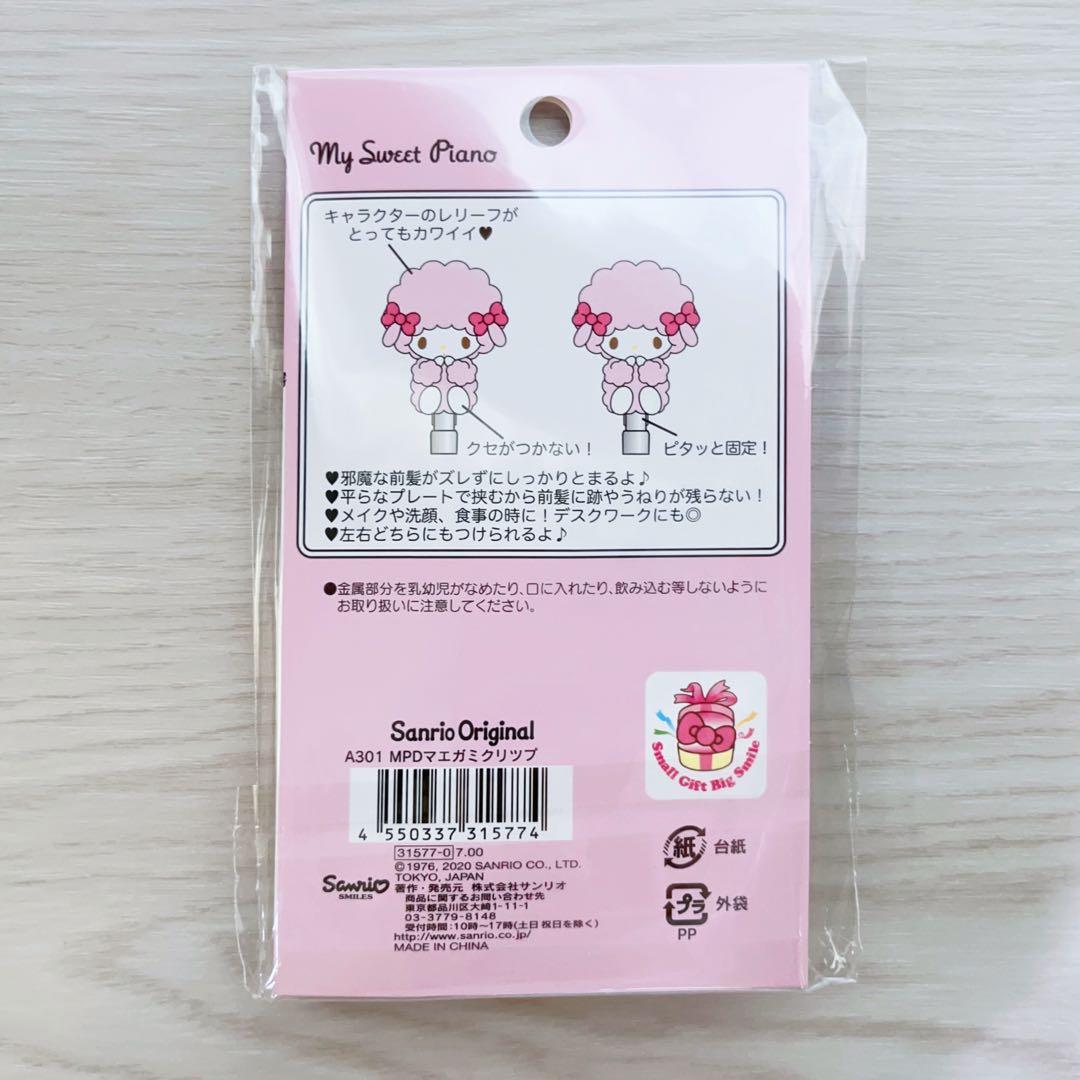 My Sweet Piano
キャラクターのレリーフが
とってもカワイイ♥
クセがつかない！
ピタッと固定！
♥邪魔な前髪がズレずにしっかりとまるよ♪
♥平らなプレートで挟むから前髪に跡やうねりが残らない！
♥メイクや洗顔、食事の時に！デスクワークにも◎
♥左右どちらにもつけられるよ♪
●金属部分を乳幼児がなめたり、口に入れたり、飲み込む等しないように
お取り扱いに注意してください。
Small Gift Big Smile
Sanrio Original
A301 MPDマエガミクリツプ
4 550337 315774
31577-0 7.00
©1976, 2020 SANRIO CO., LTD.
TOKYO, JAPAN
Sanrio
SMILES
著作・発売元 株式会社サンリオ
商品に関するお問い合わせ先
東京都品川区大崎1-11-1
03-3779-8148
受付時間:10時〜17時(土日祝日を除く)
http://www.sanrio.co.jp/
MADE IN CHINA
紙 台紙
プラ 外袋
PP